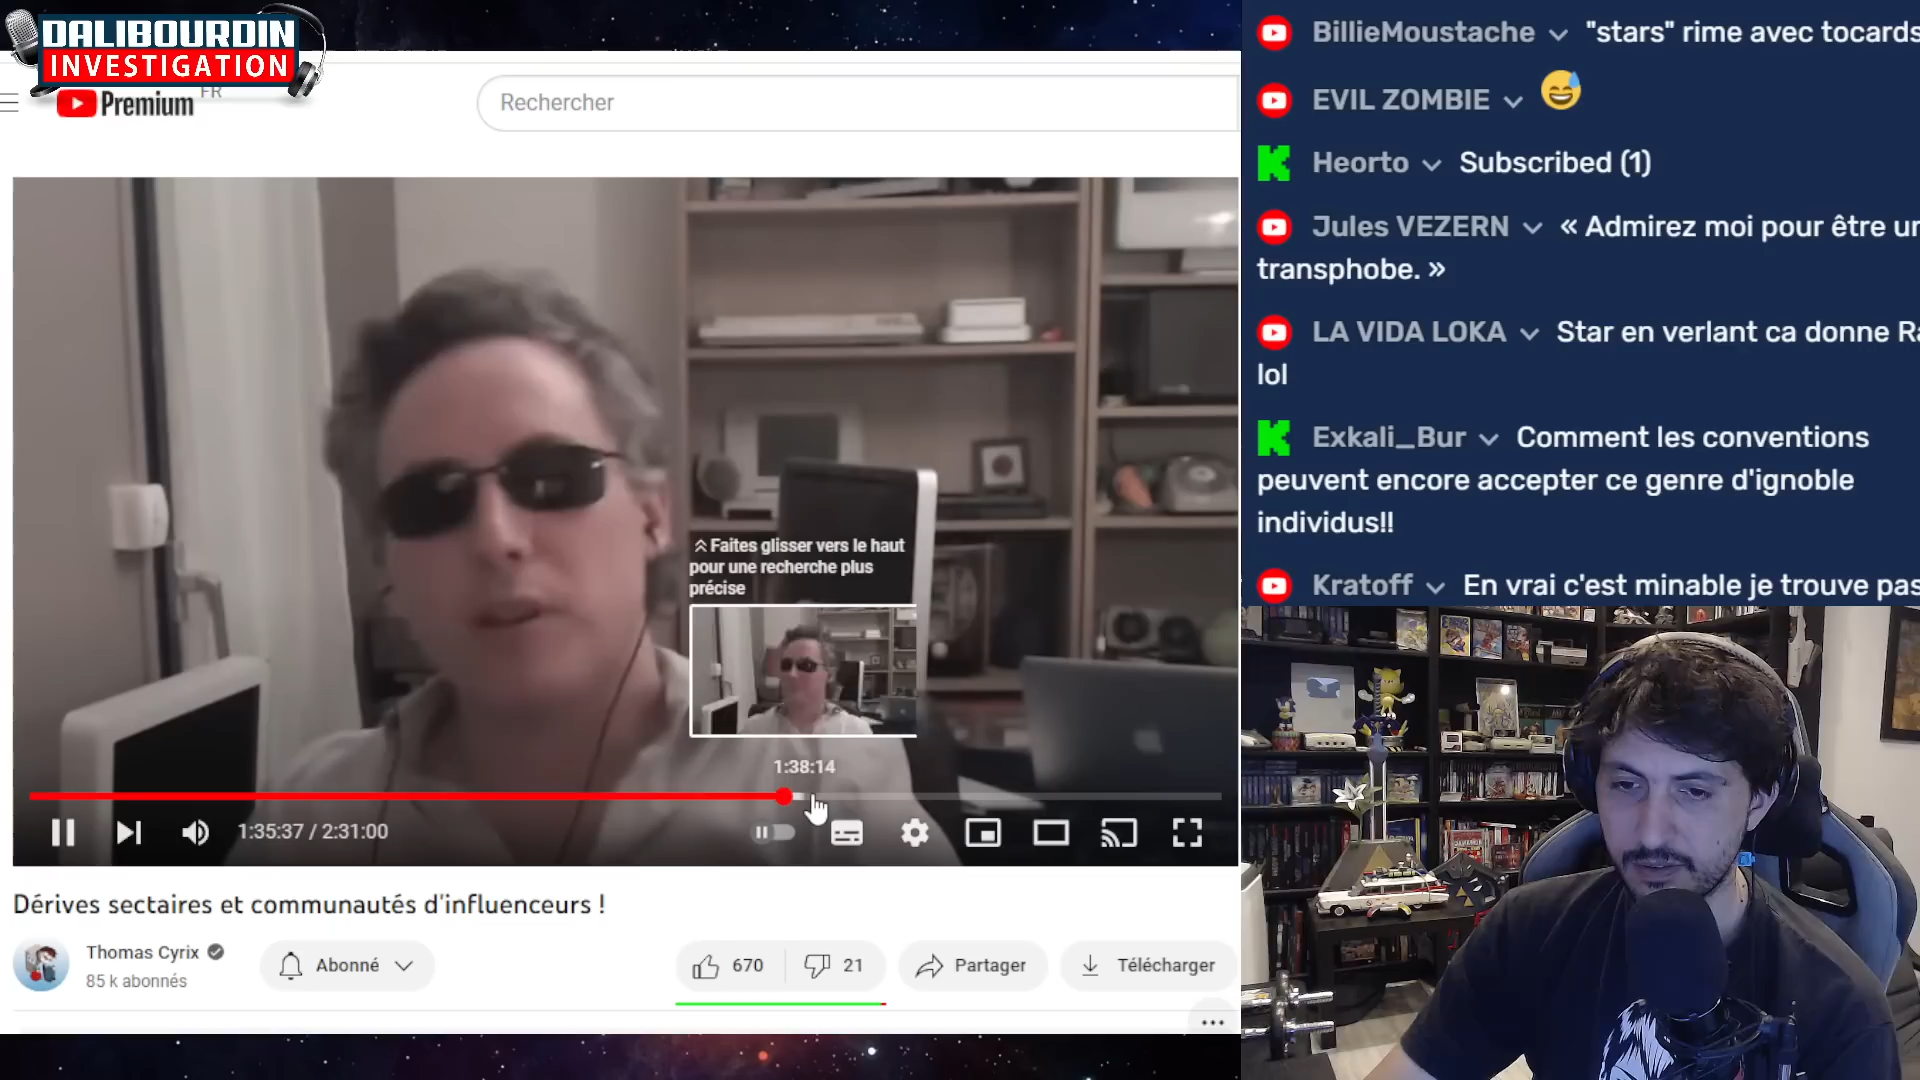 DALIBOURDIN
INVESTIGATION
FR
Premium
Rechercher
Faites glisser vers le haut
pour une recherche plus
précise
1:38:14
1:35:37 / 2:31:00
Dérives sectaires et communautés d'influenceurs !
Thomas Cyrix
85 k abonnés
Abonné
670
21
Partager
Télécharger
BillieMoustache "stars" rime avec tocards
EVIL ZOMBIE 😅
Heorto Subscribed (1)
Jules VEZERN « Admirez moi pour être
transphobe. »
LA VIDA LOKA Star en verlant ca donne
lol
Exkali_Bur Comment les conventions
peuvent encore accepter ce genre d'ignoble
individus!!
Kratoff En vrai c'est minable je trouve pas